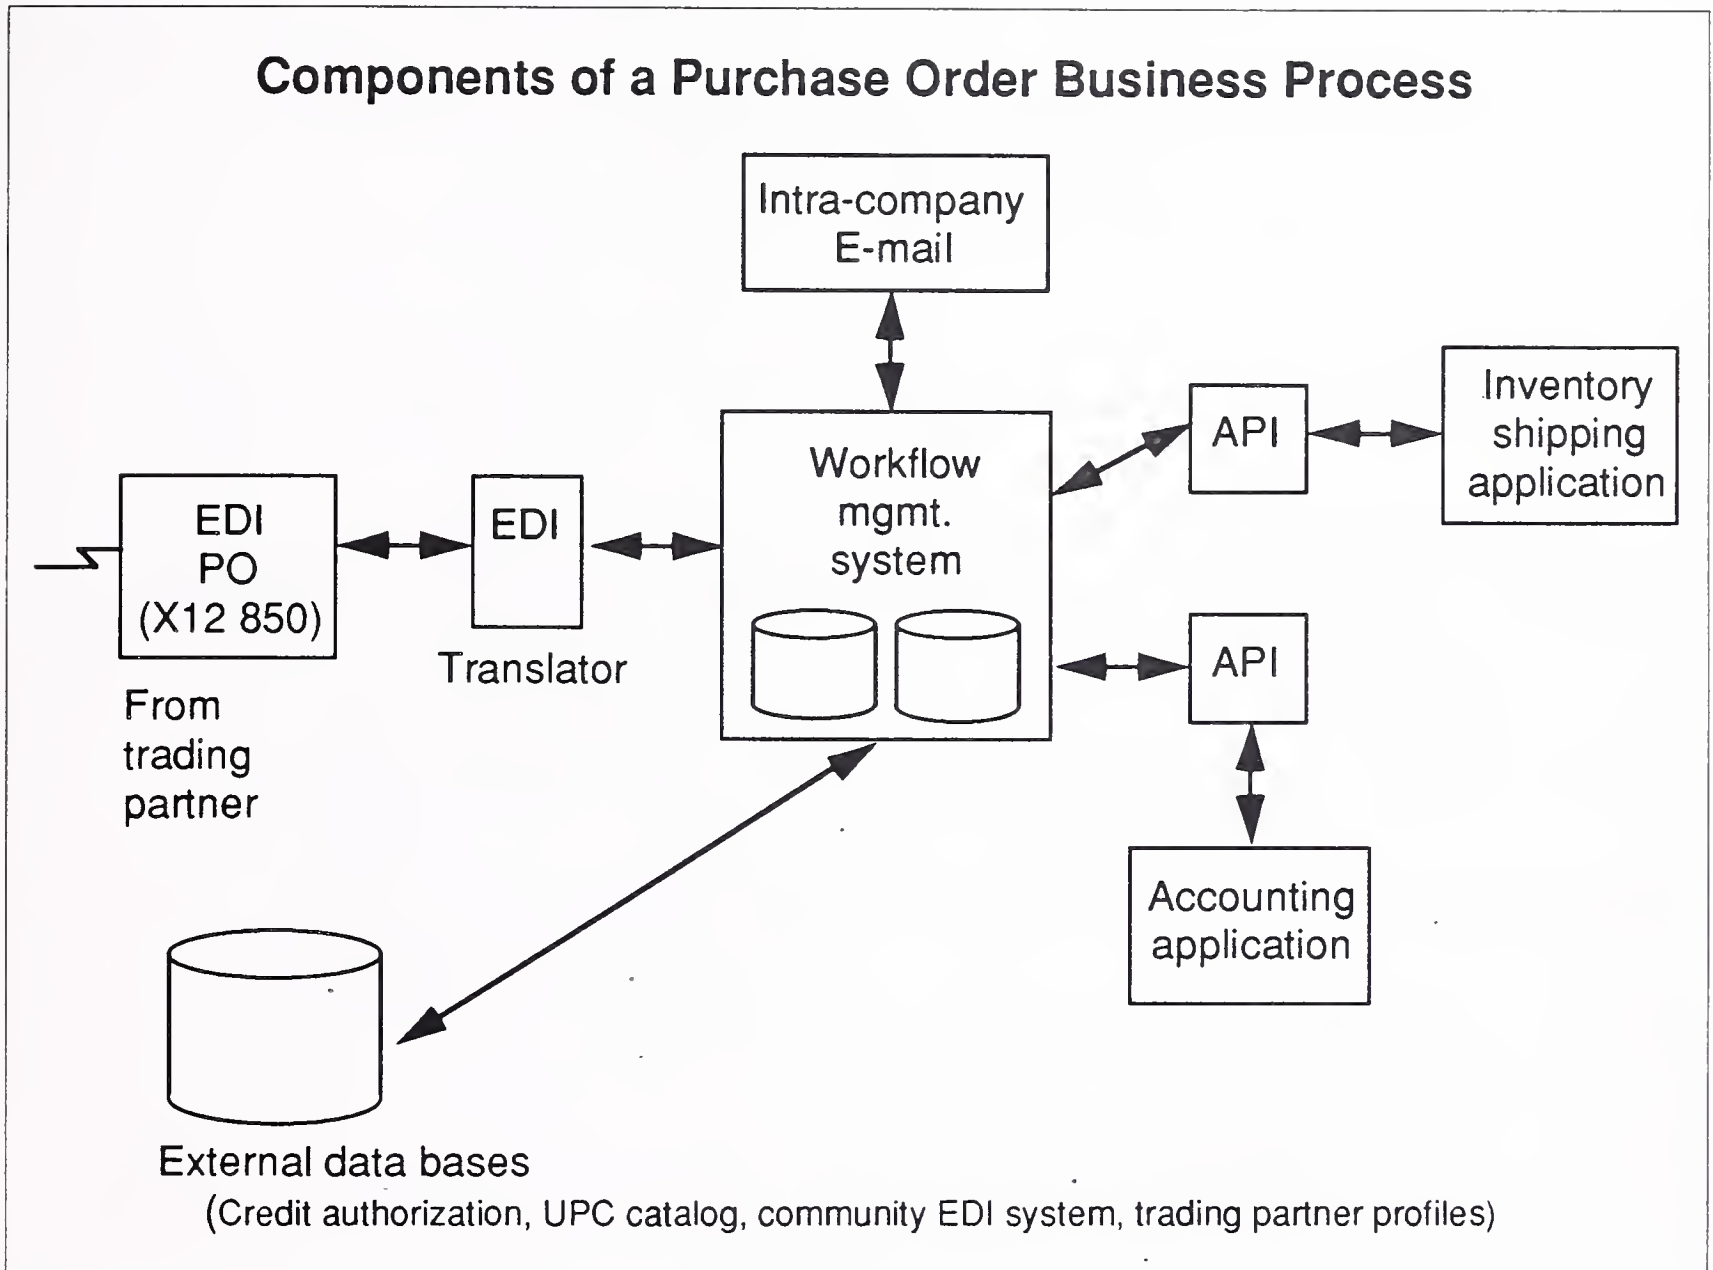 Components of a Purchase Order Business Process
Intra-company
E-mail
Inventory
shipping
application
API
Workflow
mgmt.
system
EDI
PO
(X12 850)
EDI
Translator
API
From
trading
partner
Accounting
application
External data bases
(Credit authorization, UPC catalog, community EDI system, trading partner profiles)